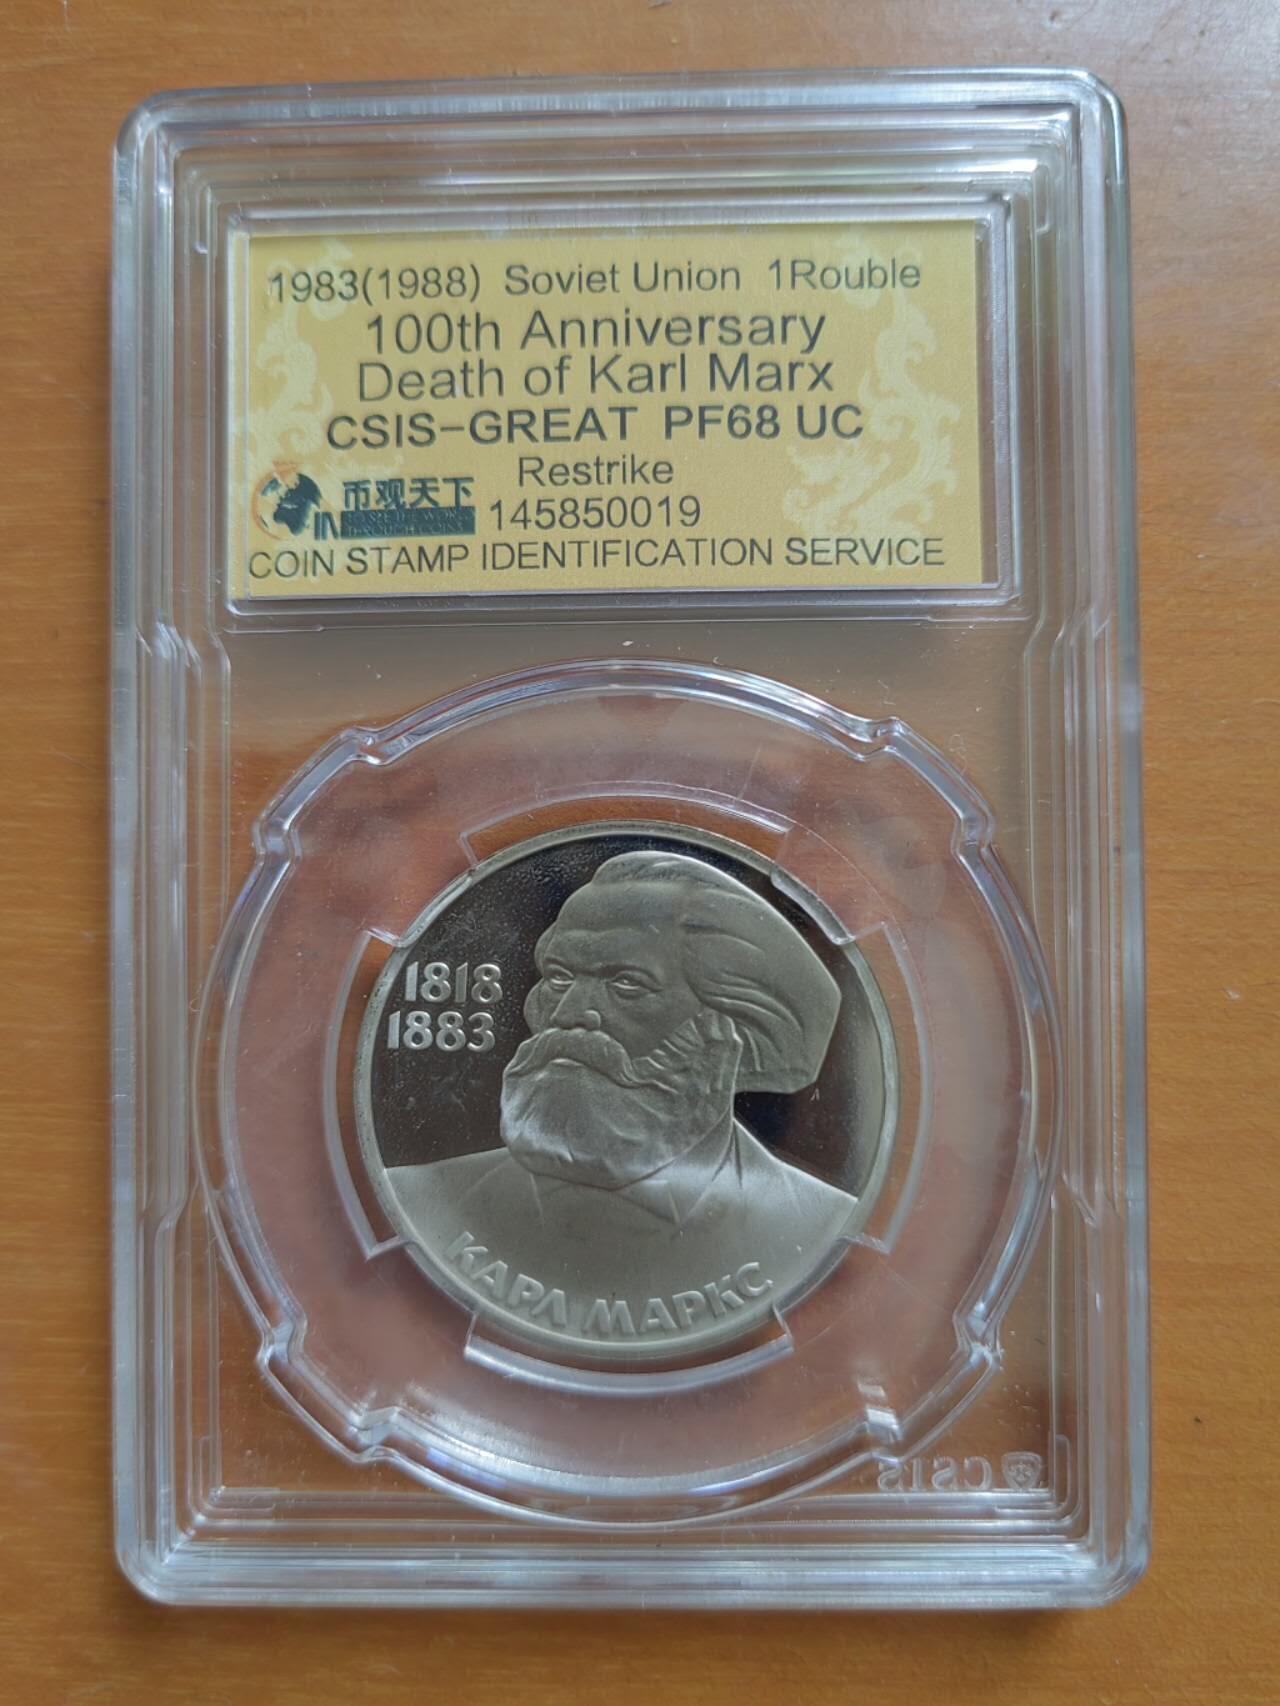 1983(1988) Soviet Union 1Rouble
100th Anniversary
Death of Karl Marx
CSIS-GREAT PF68 UC
Restrike
币观天下
IN
145850019
COIN STAMP IDENTIFICATION SERVICE
1818
1883
КАРЛ МАРКС
CSIS